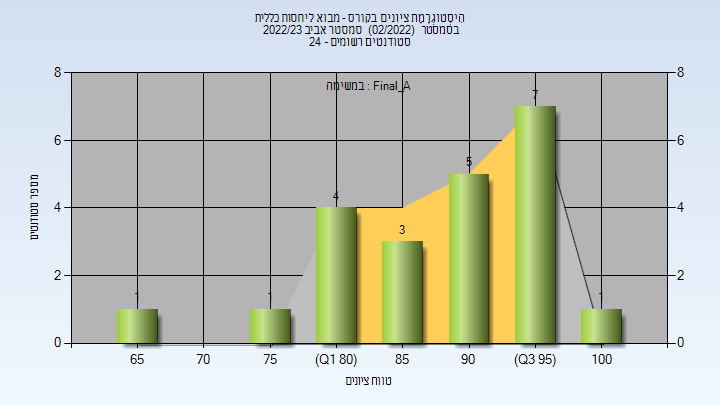 היסטוגרמת ציונים בקורס - מבוא ליחסות כללית
בסמסטר (02/2022) סמסטר אביב 2022/23
סטודנטים רשומים - 24
במשימה : Final_A
מספר סטודנטים
8
6
4
2
0
8
6
4
2
0
1
1
4
3
5
7
1
65
70
75
(Q1 80)
85
90
(Q3 95)
100
טווח ציונים